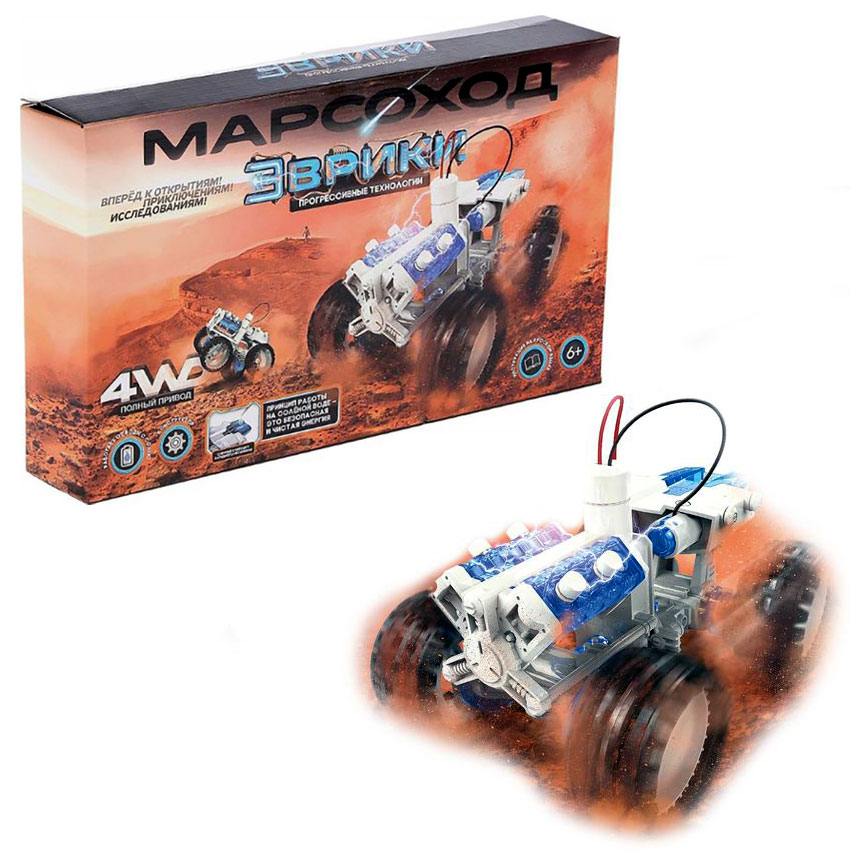 ЭВРИКИ
МАРСОХОД
ЭВРИКИ
ПРОГРЕССИВНЫЕ ТЕХНОЛОГИИ
ВПЕРЁД К ОТКРЫТИЯМ!
ПРИКЛЮЧЕНИЯМ!
ИССЛЕДОВАНИЯМ!
4WD
ПОЛНЫЙ ПРИВОД
ПРИНЦИП РАБОТЫ
НА СОЛЁНОЙ ВОДЕ –
ЭТО БЕЗОПАСНАЯ
И ЧИСТАЯ ЭНЕРГИЯ
6+